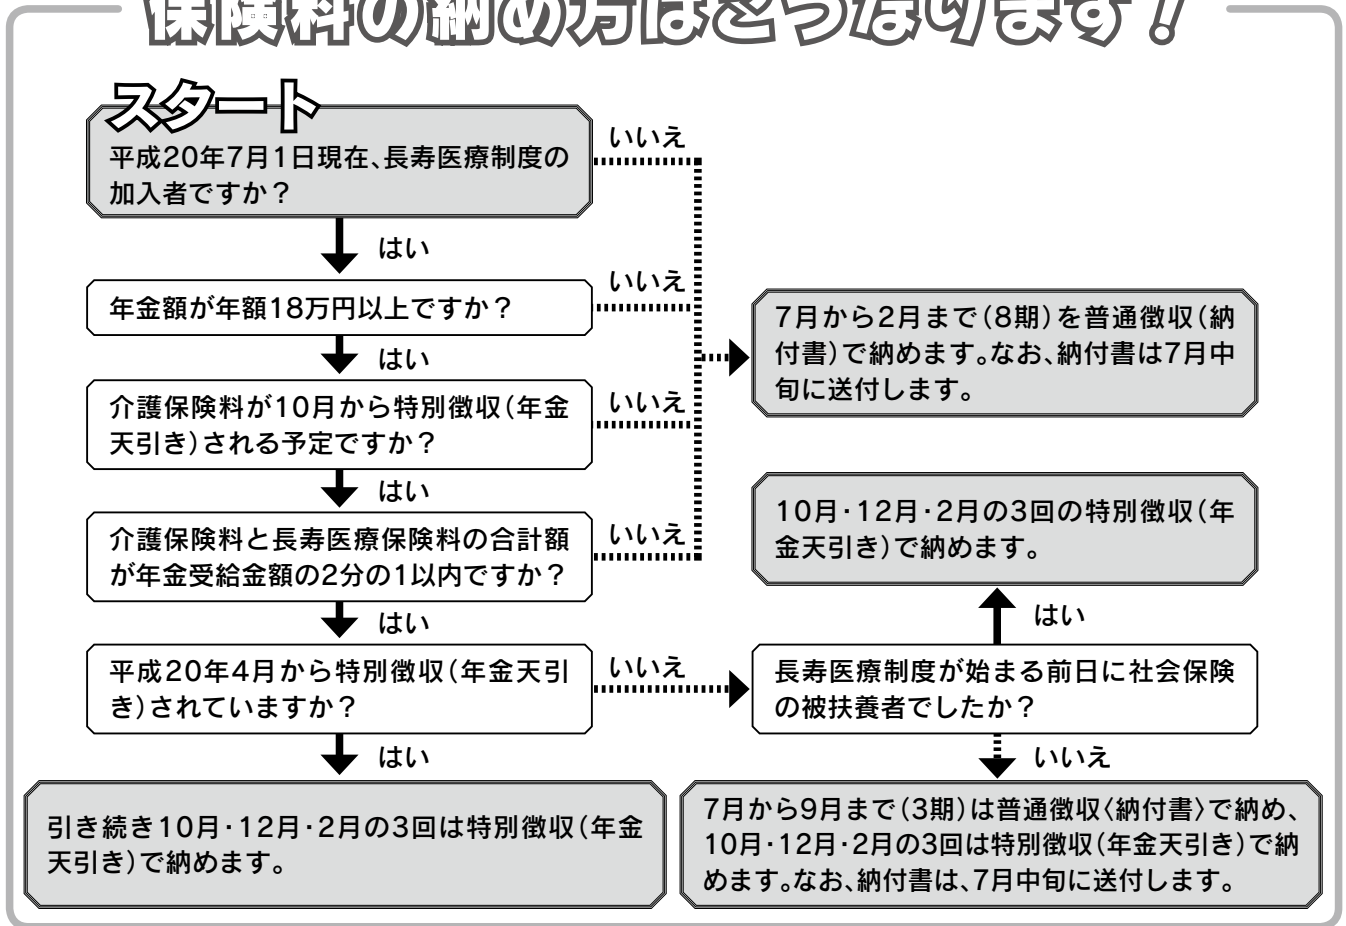 保険料の納め方はこうなります!
スタート
平成20年7月1日現在、長寿医療制度の
加入者ですか?
いいえ
はい
年金額が年額18万円以上ですか?
いいえ
はい
介護保険料が10月から特別徴収(年金
天引き)される予定ですか?
いいえ
はい
介護保険料と長寿医療保険料の合計額
が年金受給金額の2分の1以内ですか?
いいえ
7月から2月まで(8期)を普通徴収(納
付書)で納めます。なお、納付書は7月中
旬に送付します。
はい
平成20年4月から特別徴収(年金天引
き)されていますか?
いいえ
長寿医療制度が始まる前日に社会保険
の被扶養者でしたか?
はい
10月・12月・2月の3回の特別徴収(年
金天引き)で納めます。
いいえ
7月から9月まで(3期)は普通徴収〈納付書〉で納め、
10月・12月・2月の3回は特別徴収(年金天引き)で納
めます。なお、納付書は、7月中旬に送付します。
はい
引き続き10月・12月・2月の3回は特別徴収(年金
天引き)で納めます。